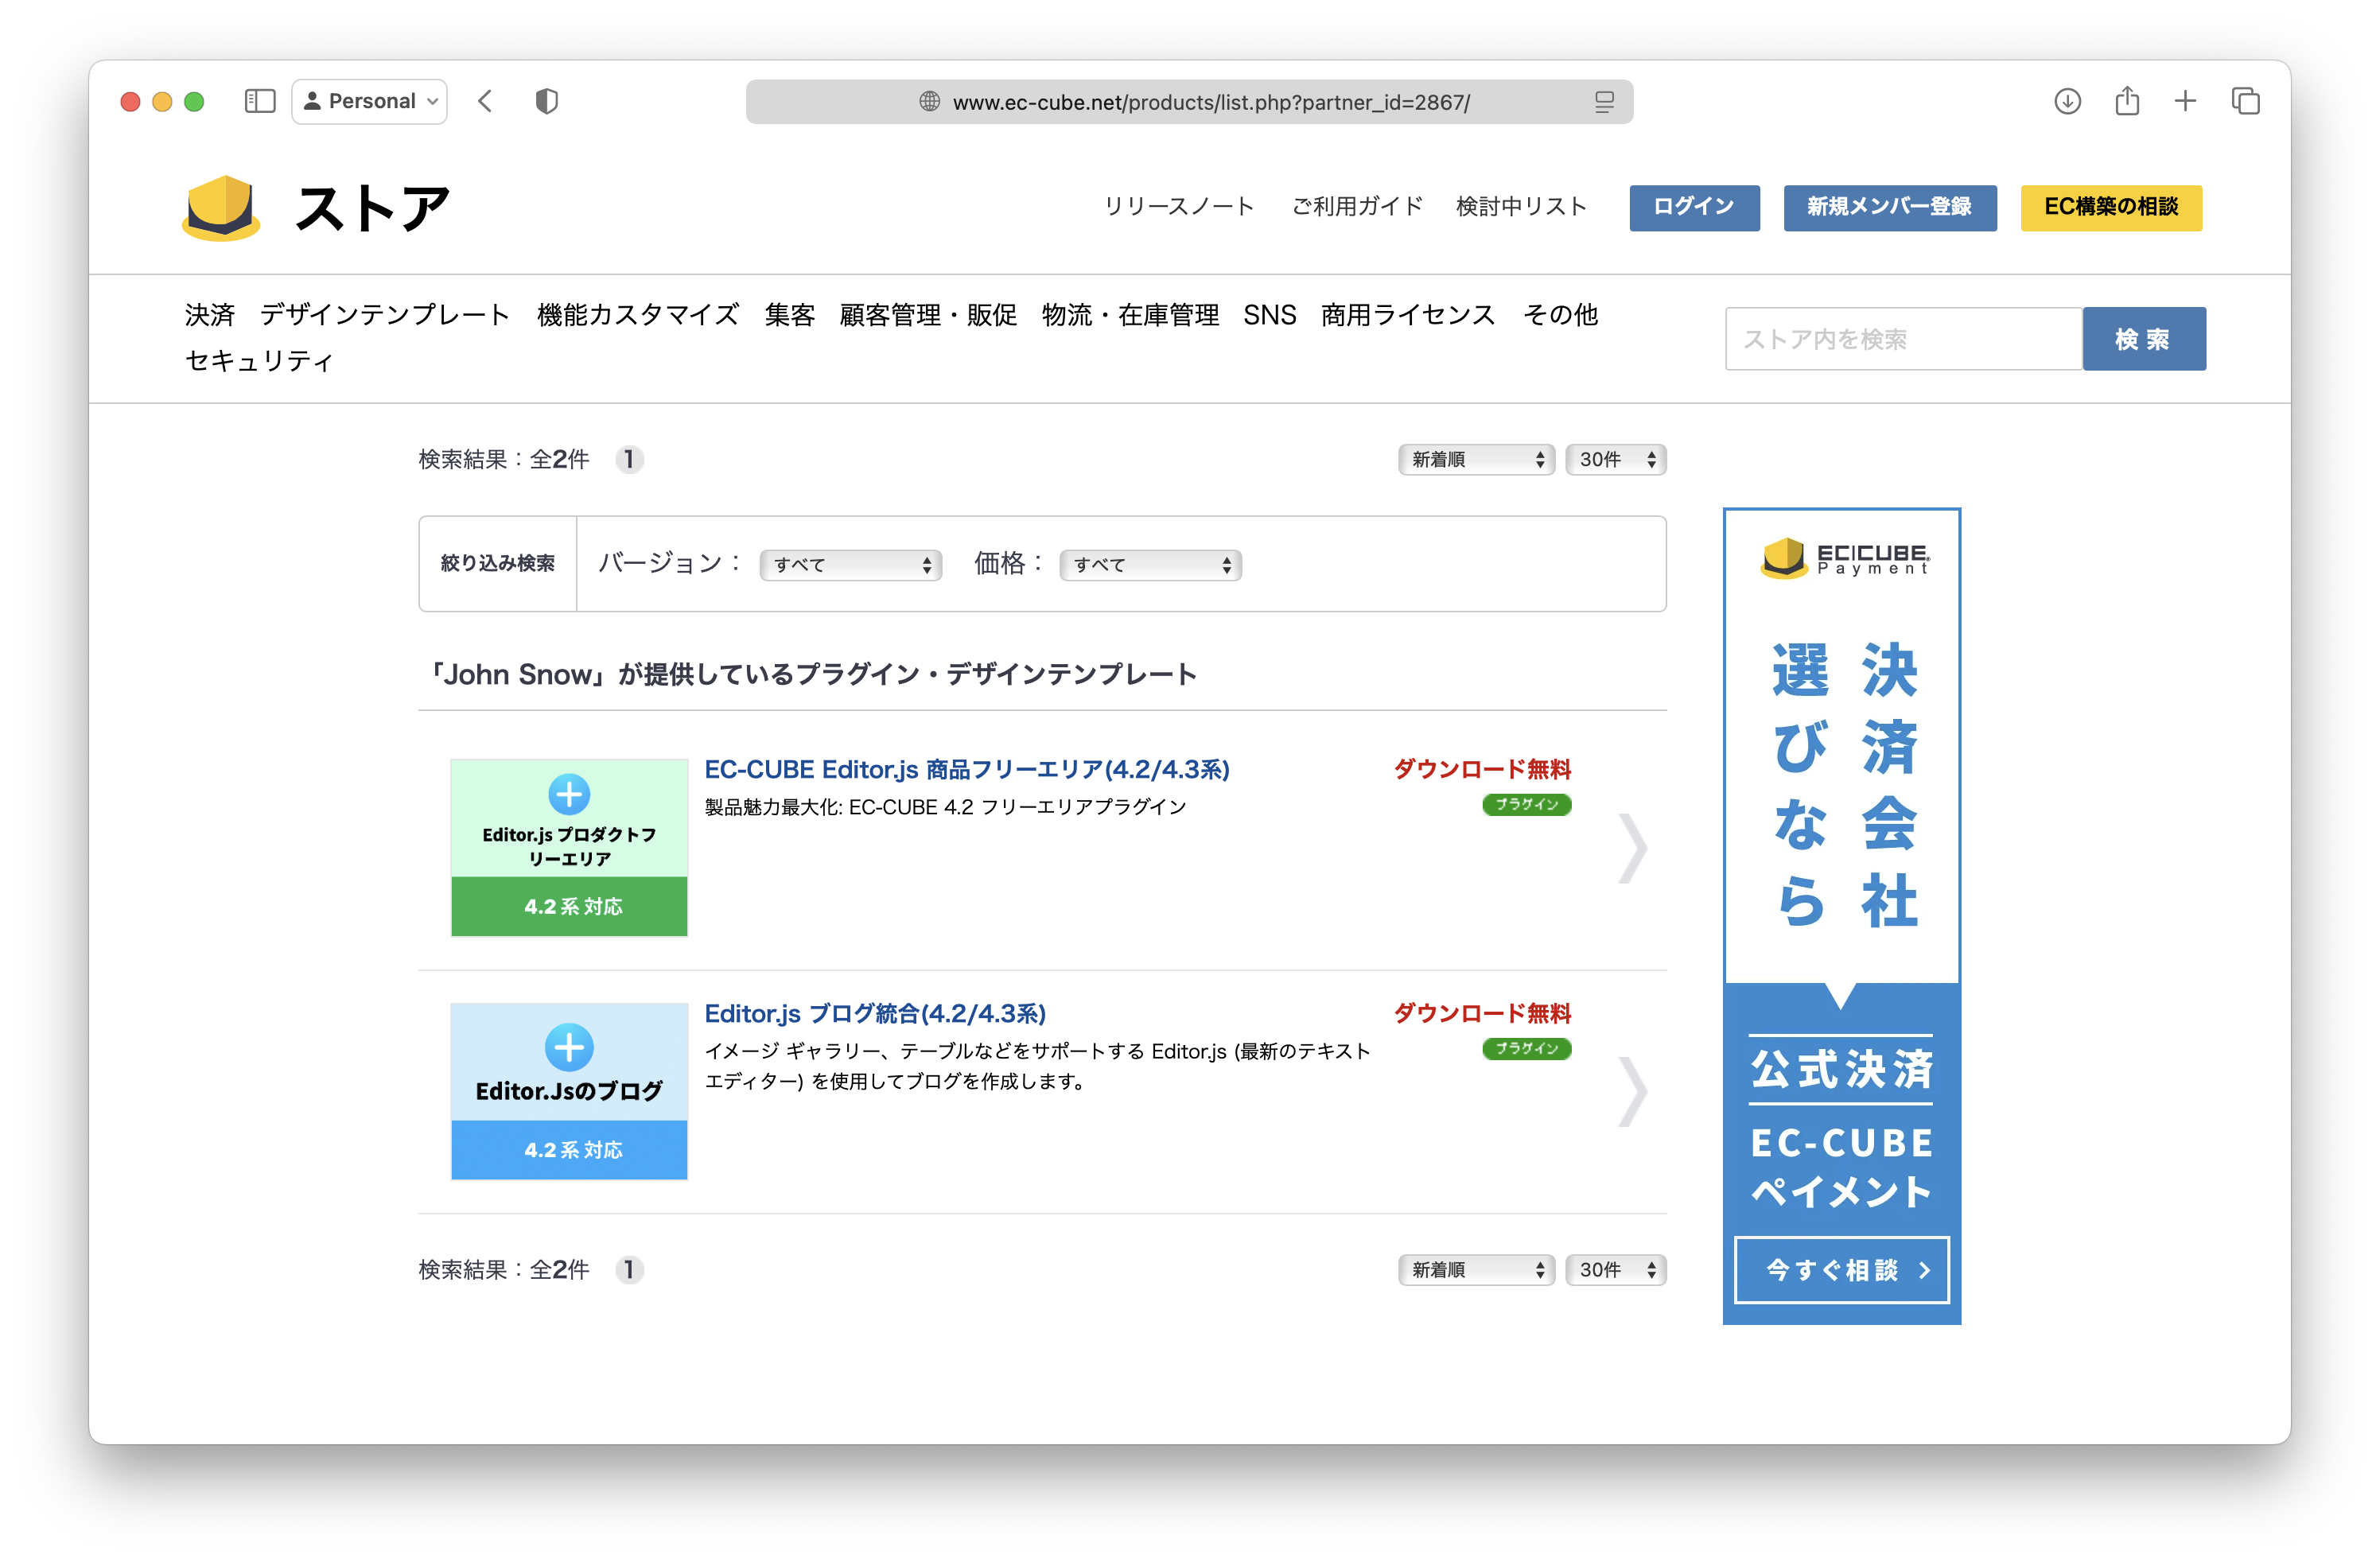 Personal
www.ec-cube.net/products/list.php?partner_id=2867/
ストア
リリースノート
ご利用ガイド
検討中リスト
ログイン
新規メンバー登録
EC構築の相談
決済 デザインテンプレート 機能カスタマイズ 集客 顧客管理・販促 物流・在庫管理 SNS 商用ライセンス その他
セキュリティ
ストア内を検索
検 索
検索結果：全2件 1
新着順
30件
絞り込み検索
バージョン：
すべて
価格：
すべて
「John Snow」が提供しているプラグイン・デザインテンプレート
Editor.js プロダクトフ
リーエリア
4.2 系 対応
EC-CUBE Editor.js 商品フリーエリア(4.2/4.3系)
製品魅力最大化: EC-CUBE 4.2 フリーエリアプラグイン
ダウンロード無料
プラグイン
Editor.Jsのブログ
4.2 系 対応
Editor.js ブログ統合(4.2/4.3系)
イメージ ギャラリー、テーブルなどをサポートする Editor.js (最新のテキスト
エディター) を使用してブログを作成します。
ダウンロード無料
プラグイン
検索結果：全2件 1
新着順
30件
EC CUBE®
Payment
決済会社
選びなら
公式決済
EC-CUBE
ペイメント
今すぐ相談